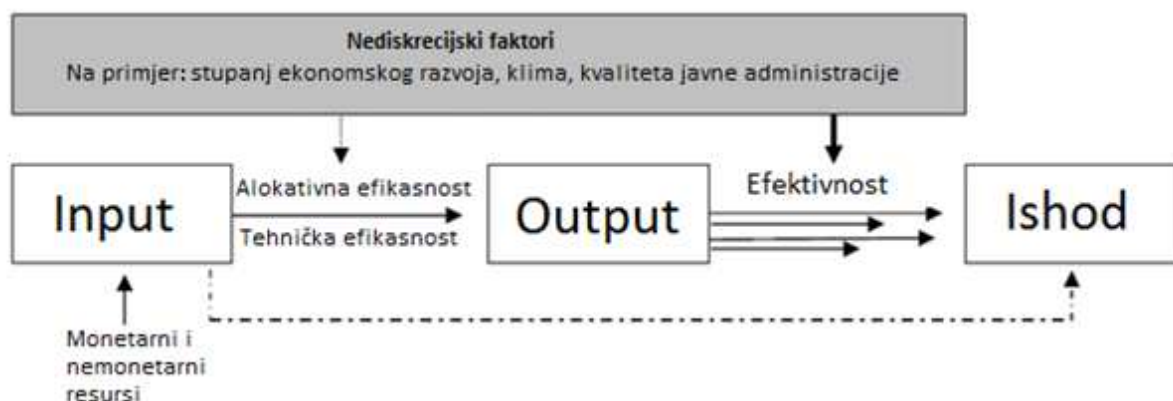 Nediskrecijski faktori
Na primjer: stupanj ekonomskog razvoja, klima, kvaliteta javne administracije
Input
Alokativna efikasnost
Tehnička efikasnost
Output
Efektivnost
Ishod
Monetarni i
nemonetarni
resursi